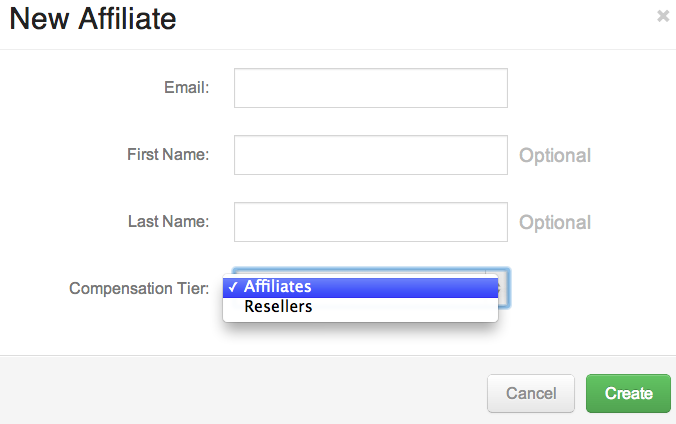 New Affiliate
Email:
First Name:
Optional
Last Name:
Optional
Compensation Tier:
✓ Affiliates
Resellers
Cancel
Create